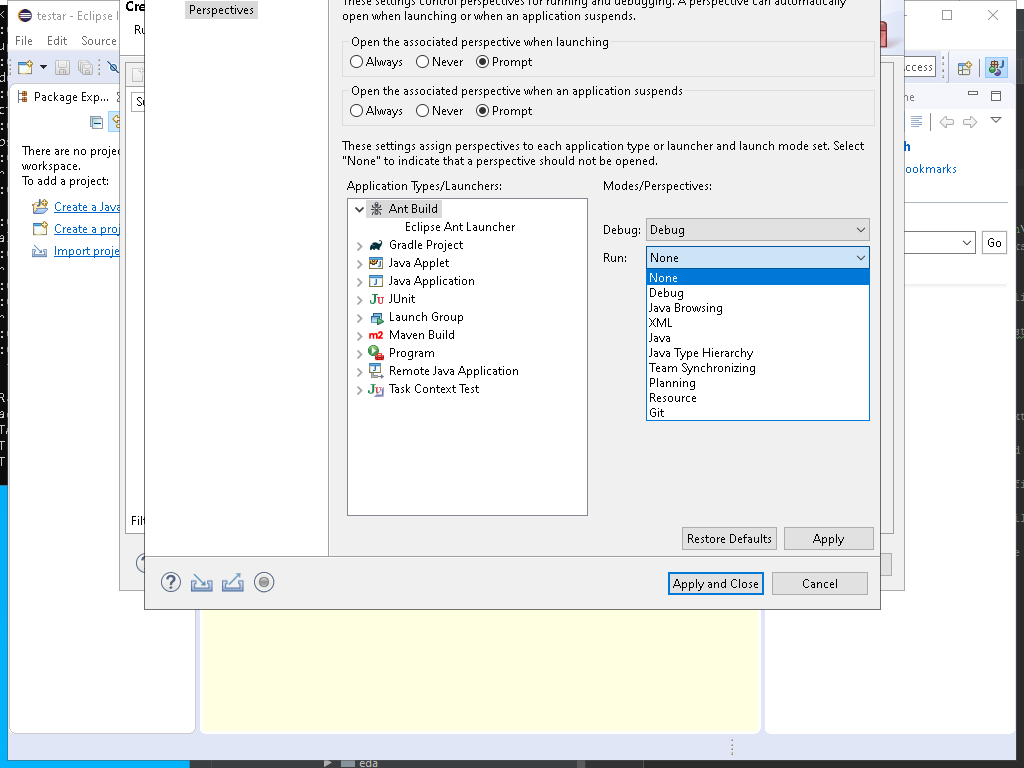 testar - Eclipse I
File Edit Source
Package Exp...
There are no proje
workspace.
To add a project:
Create a Java
Create a proj
Import proje
Cre
Ru
Perspectives
These settings control perspectives for running and debugging. A perspective can automatically
open when launching or when an application suspends.
Open the associated perspective when launching
Always Never Prompt
Open the associated perspective when an application suspends
Always Never Prompt
These settings assign perspectives to each application type or launcher and launch mode set. Select
"None" to indicate that a perspective should not be opened.
Application Types/Launchers:
Ant Build
Eclipse Ant Launcher
Gradle Project
Java Applet
Java Application
JUnit
Launch Group
Maven Build
Program
Remote Java Application
Task Context Test
Modes/Perspectives:
Debug: Debug
Run: None
None
Debug
Java Browsing
XML
Java
Java Type Hierarchy
Team Synchronizing
Planning
Resource
Git
Restore Defaults Apply
Apply and Close Cancel
Filt
ccess
ne
h
ookmarks
Go
eda